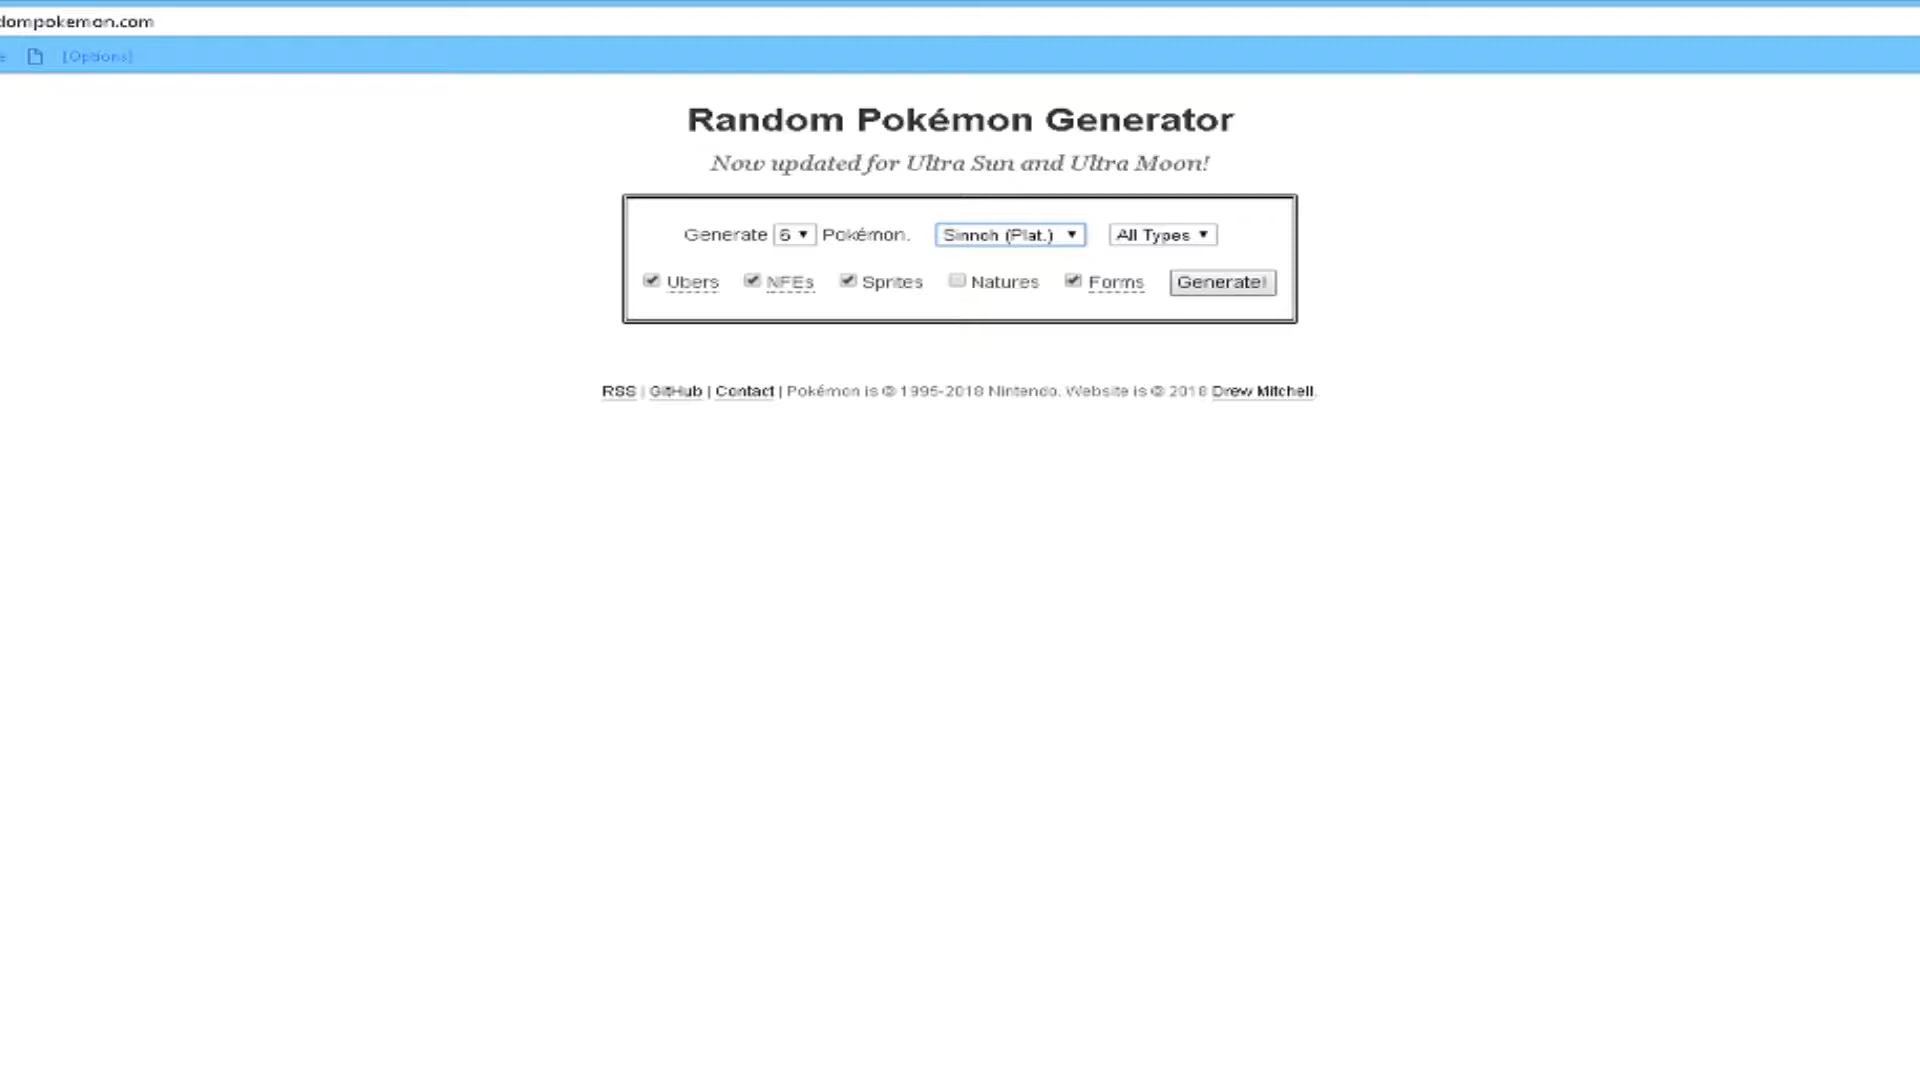 dompokemon.com
e [Options]
Random Pokémon Generator
Now updated for Ultra Sun and Ultra Moon!
Generate 6 Pokémon. Sinnoh (Plat.) All Types
Ubers NFEs Sprites Natures Forms Generate!
RSS | GitHub | Contact | Pokémon is © 1995-2018 Nintendo. Website is © 2018 Drew Mitchell.